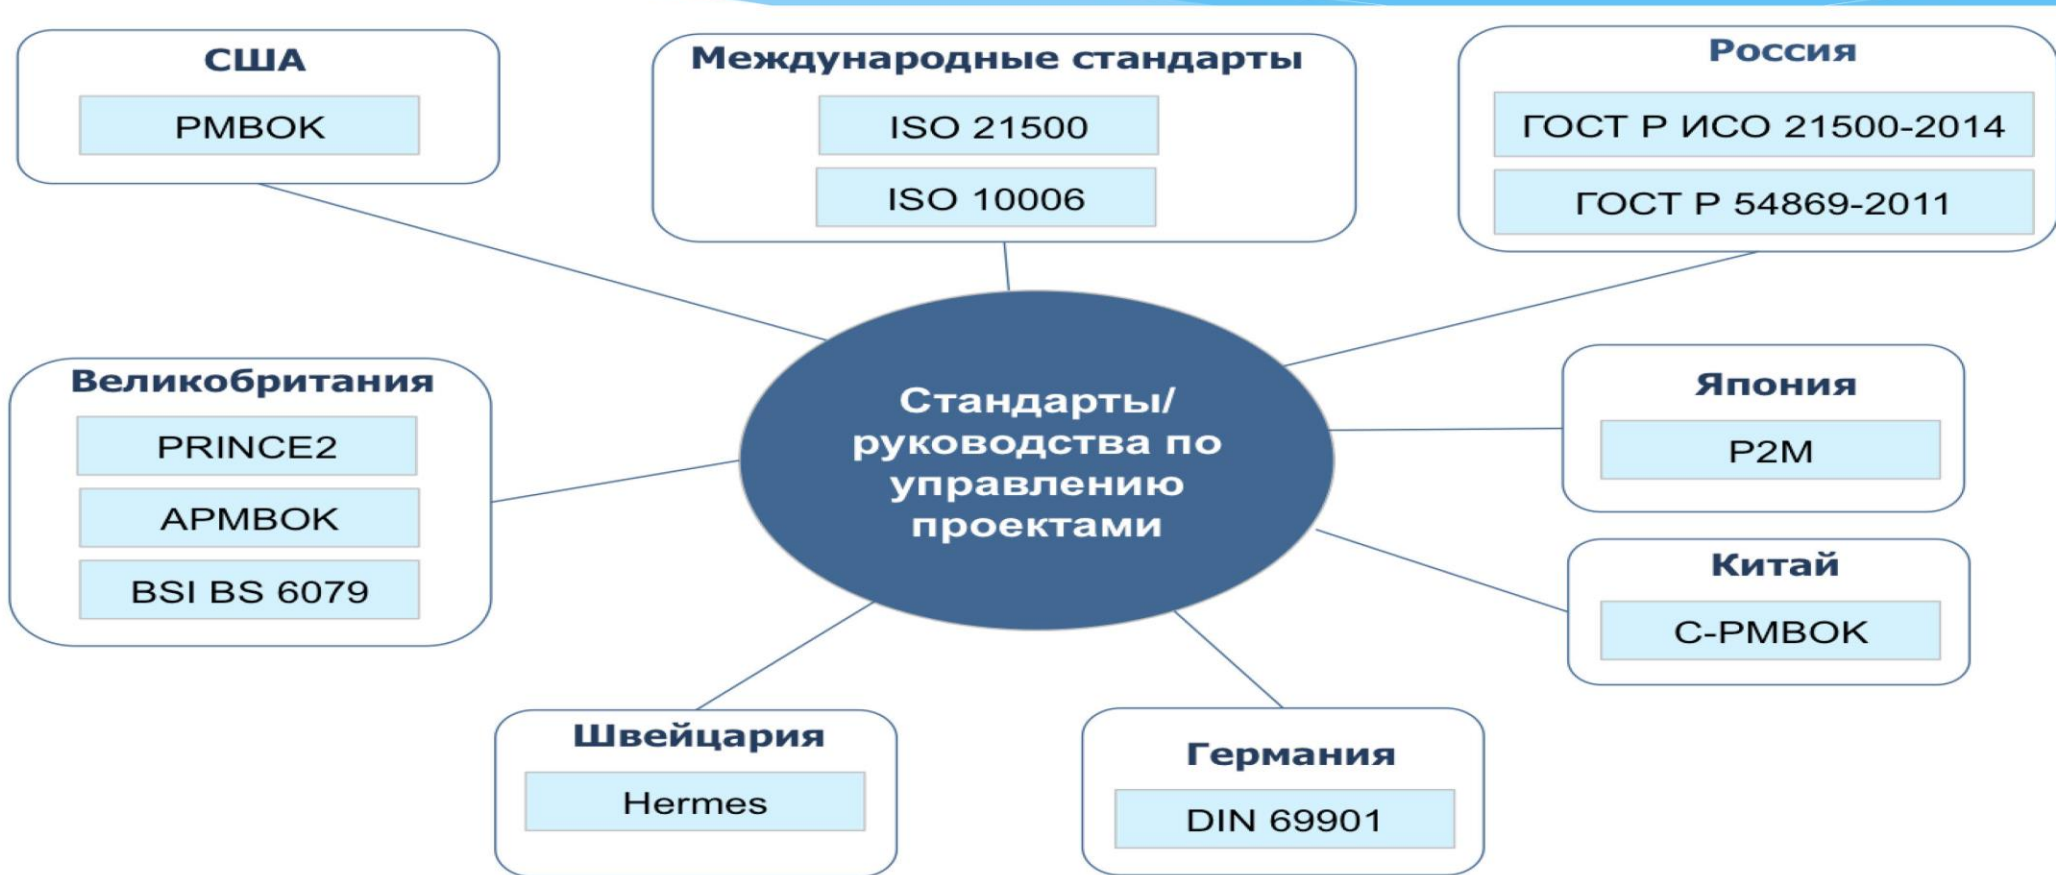 США
PMBOK
Международные стандарты
ISO 21500
ISO 10006
Россия
ГОСТ Р ИСО 21500-2014
ГОСТ Р 54869-2011
Великобритания
PRINCE2
APMBOK
BSI BS 6079
Стандарты/
руководства по
управлению
проектами
Япония
P2M
Китай
C-PMBOK
Швейцария
Hermes
Германия
DIN 69901